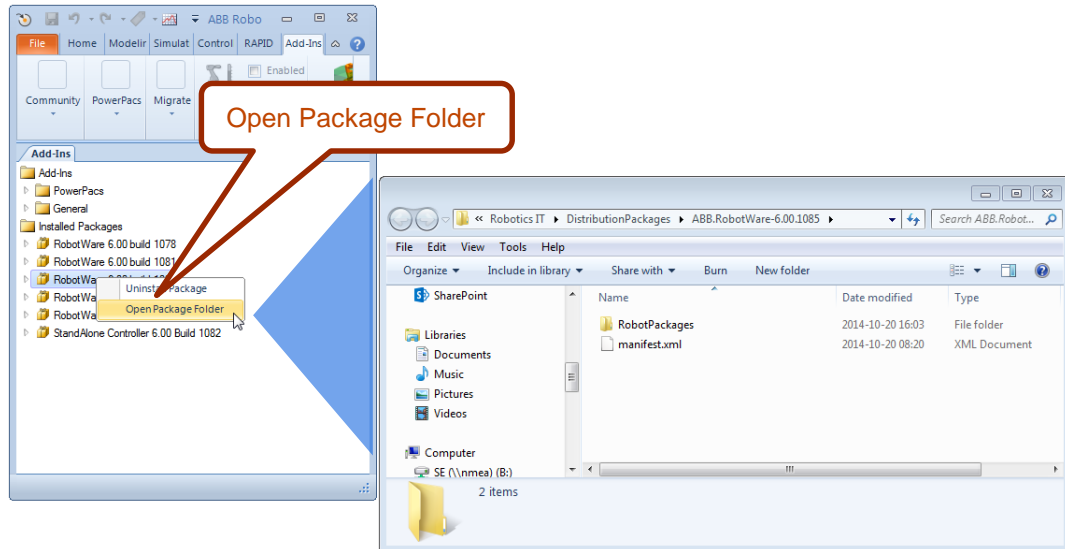 ABB Robo
File Home Modelir Simulat Control RAPID Add-Ins
Enabled
Community PowerPacs Migrate
Open Package Folder
Add-Ins
Add-Ins
PowerPacs
General
Installed Packages
RobotWare 6.00 build 1078
RobotWare 6.00 build 1081
RobotWare 6.00 build
Uninstall Package
RobotWa
Open Package Folder
RobotWa
StandAlone Controller 6.00 Build 1082
« Robotics IT DistributionPackages ABB.RobotWare-6.00.1085
Search ABB.Robot...
File Edit View Tools Help
Organize Include in library Share with Burn New folder
SharePoint
Libraries
Documents
Music
Pictures
Videos
Computer
SE (\\nmea) (B:)
Name Date modified Type
RobotPackages 2014-10-20 16:03 File folder
manifest.xml 2014-10-20 08:20 XML Document
2 items